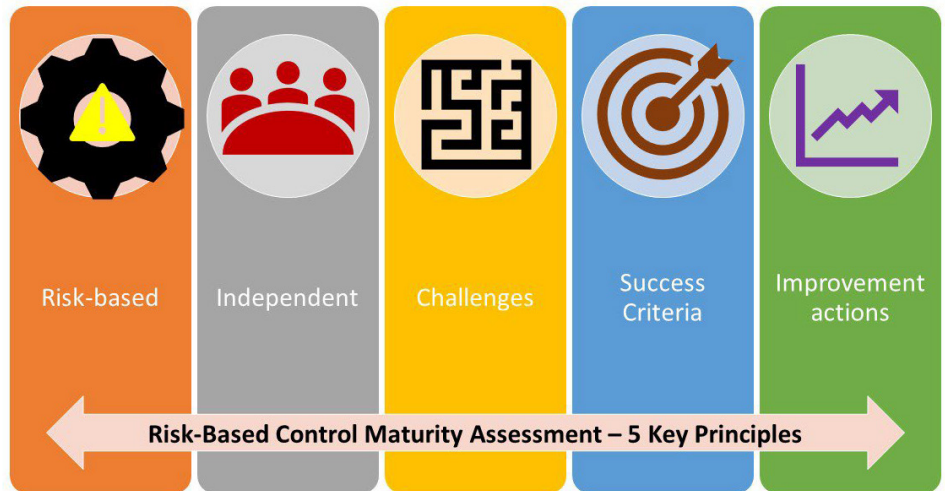 Risk-based
Independent
Challenges
Success
Criteria
Improvement
actions
Risk-Based Control Maturity Assessment – 5 Key Principles